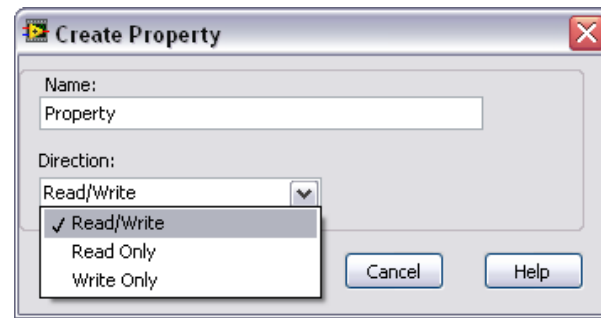 Create Property
Name:
Property
Direction:
Read/Write
✓ Read/Write
Read Only
Write Only
Cancel
Help